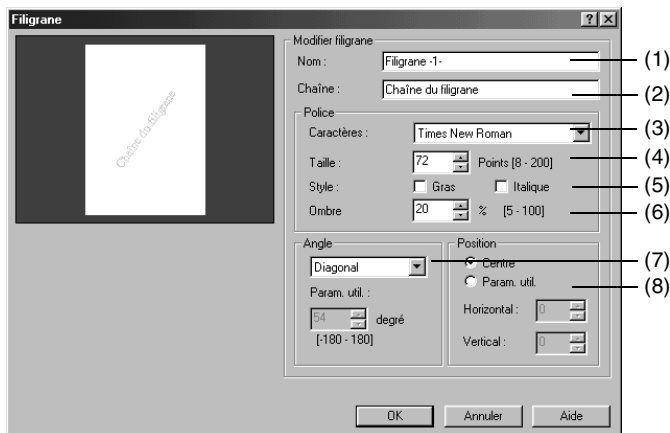 Filigrane
Chaîne du filigrane
Modifier filigrane
Nom : Filigrane -1- (1)
Chaîne : Chaîne du filigrane (2)
Police
Caractères : Times New Roman (3)
Taille : 72 Points [8 - 200] (4)
Style : Gras Italique (5)
Ombre 20 % [5 - 100] (6)
Angle
Diagonal (7)
Param. util. :
54 degré
[-180 - 180]
Position
Centre
Param. util. (8)
Horizontal : 0
Vertical : 0
OK Annuler Aide